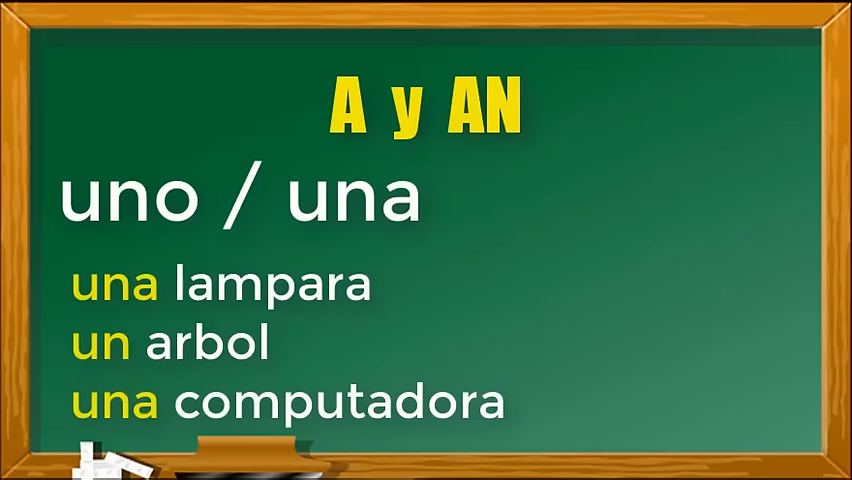 A y AN
uno / una
una lampara
un arbol
una computadora